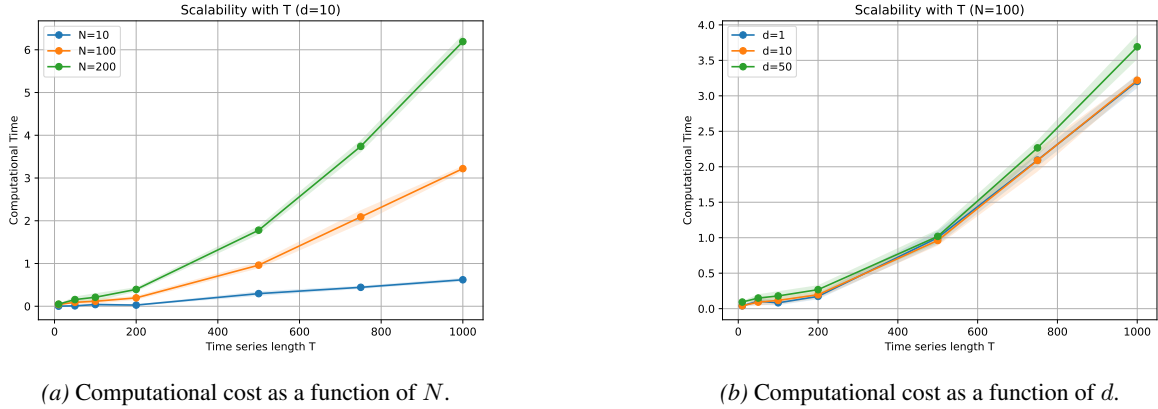 Scalability with T (d=10)
N=10
N=100
N=200
6
5
4
3
2
1
0
Computational Time
0
200
400
600
800
1000
Time series length T
(a) Computational cost as a function of N.
Scalability with T (N=100)
d=1
d=10
d=50
4.0
3.5
3.0
2.5
2.0
1.5
1.0
0.5
0.0
Computational Time
0
200
400
600
800
1000
Time series length T
(b) Computational cost as a function of d.